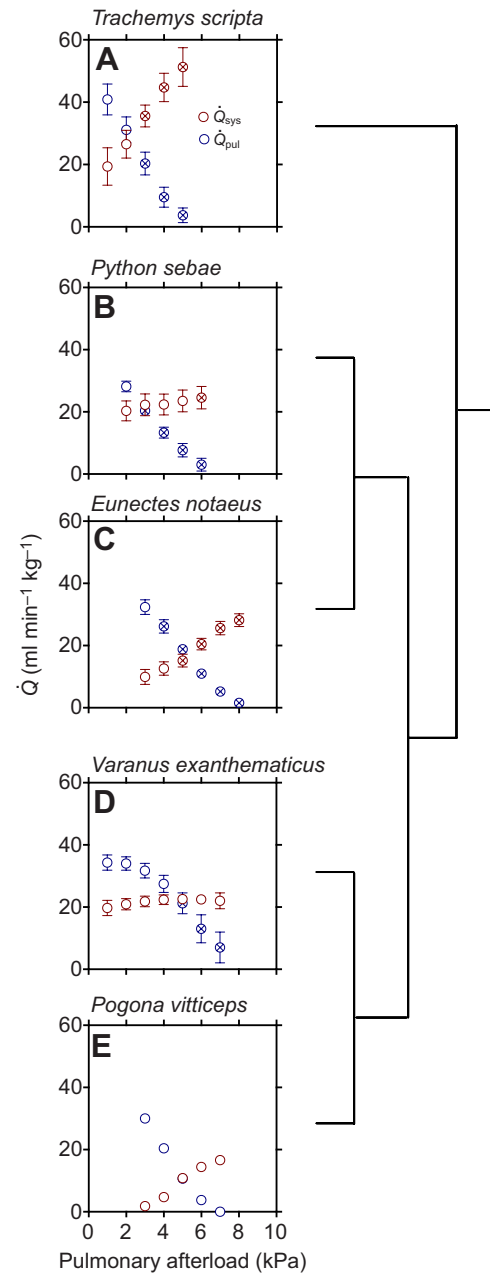 Trachemys scripta
A
60
40
20
0
Q̇sys
Q̇pul
Python sebae
B
60
40
20
0
Eunectes notaeus
C
60
40
20
0
Q̇ (ml min–1 kg–1)
Varanus exanthematicus
D
60
40
20
0
Pogona vitticeps
E
60
40
20
0
0 2 4 6 8 10
Pulmonary afterload (kPa)